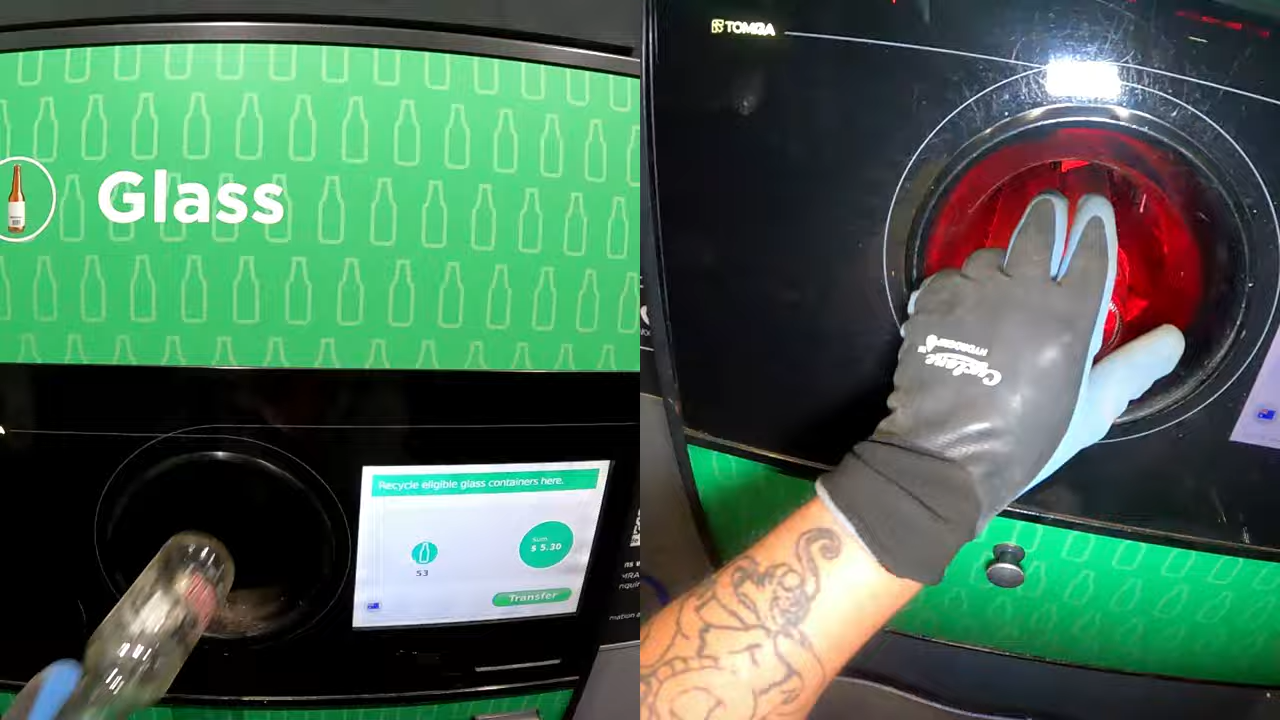 Glass
Recycle eligible glass containers here.
53
Sum
$ 5.30
Transfer
TOMRA
Cyclone